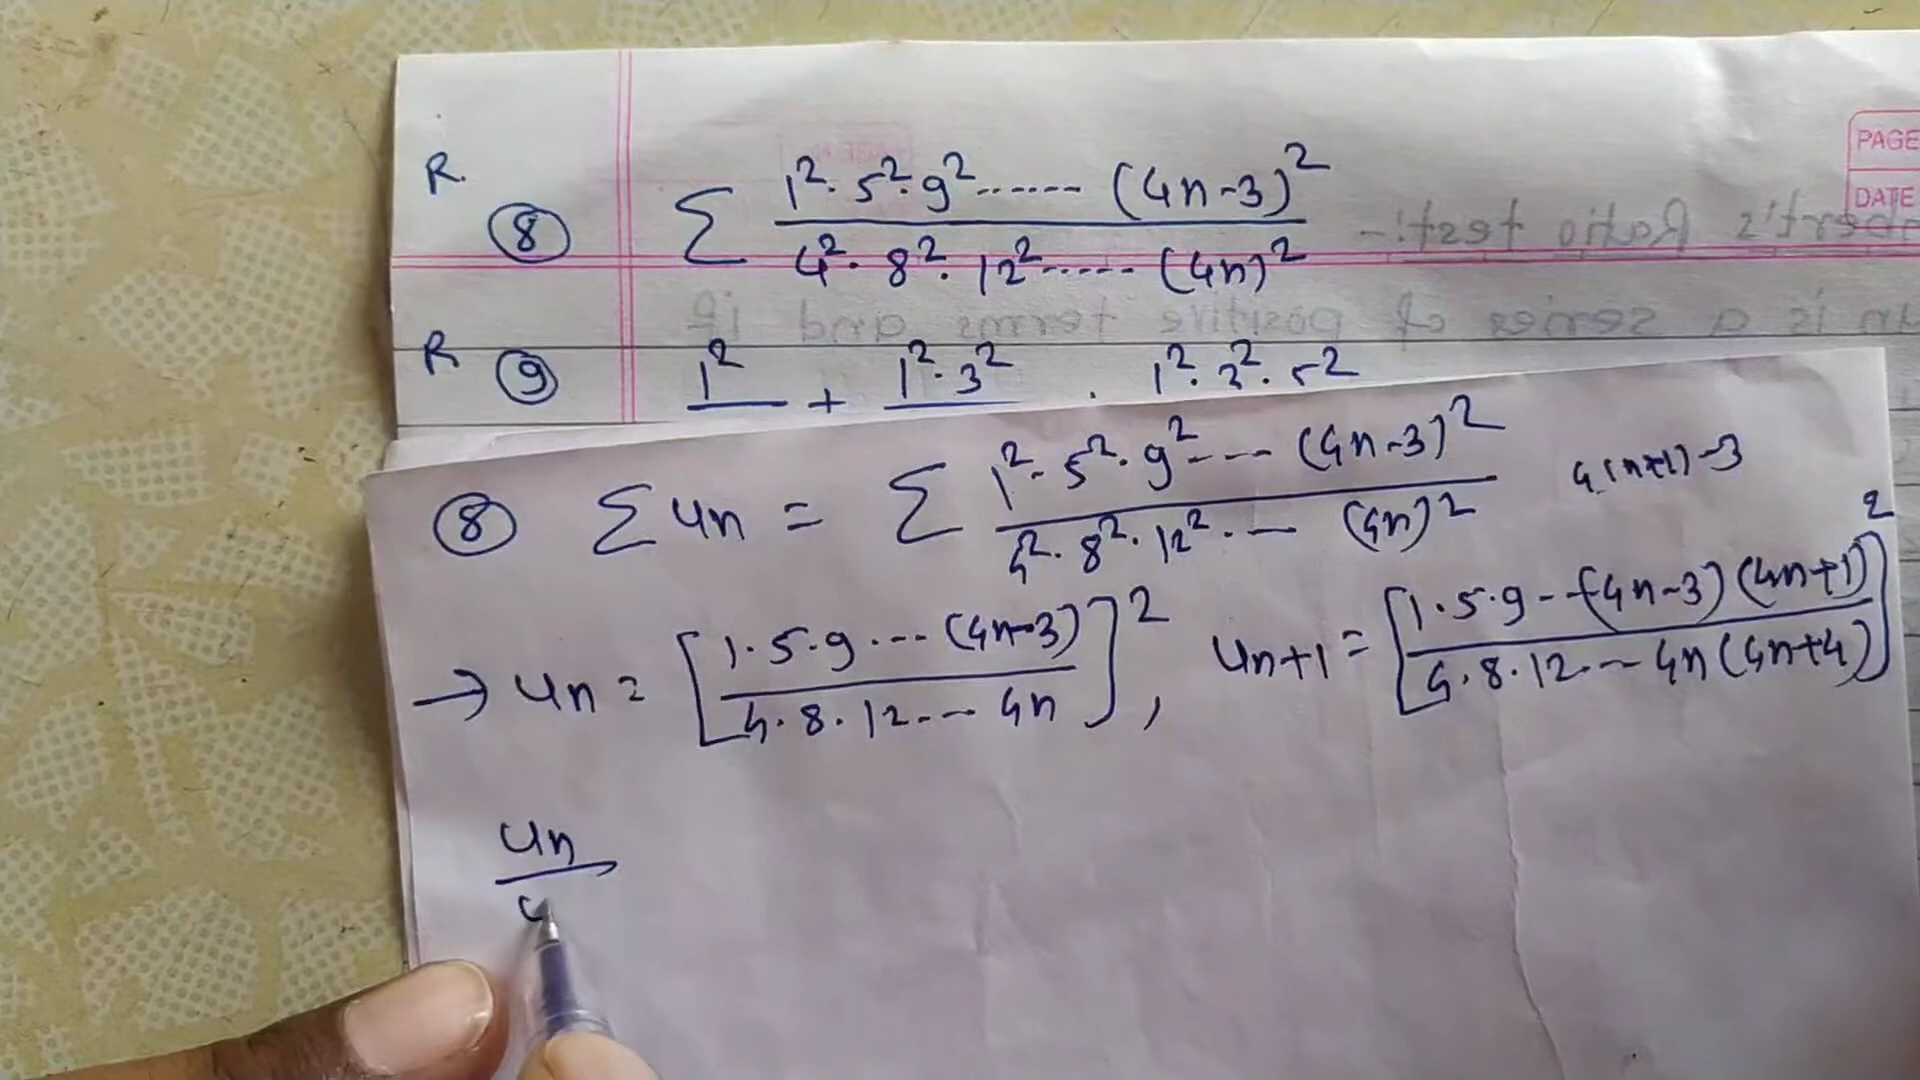 PAGE
DATE
R.
⑧ Σ 1²·5²·9²------(4n-3)² / 4²·8²·12²-----(4n)²
R ⑨ 1² + 1²·3² 1²·3²·5²
⑧ Σun = Σ 1²·5²·9²---(4n-3)² / 4²·8²·12²·-- (4n)² 4(n+1)-3
→ un = [1·5·9·--(4n-3) / 4·8·12--- 4n]², un+1 = [1·5·9--(4n-3)(4n+1) / 4·8·12--- 4n(4n+4)]²
un